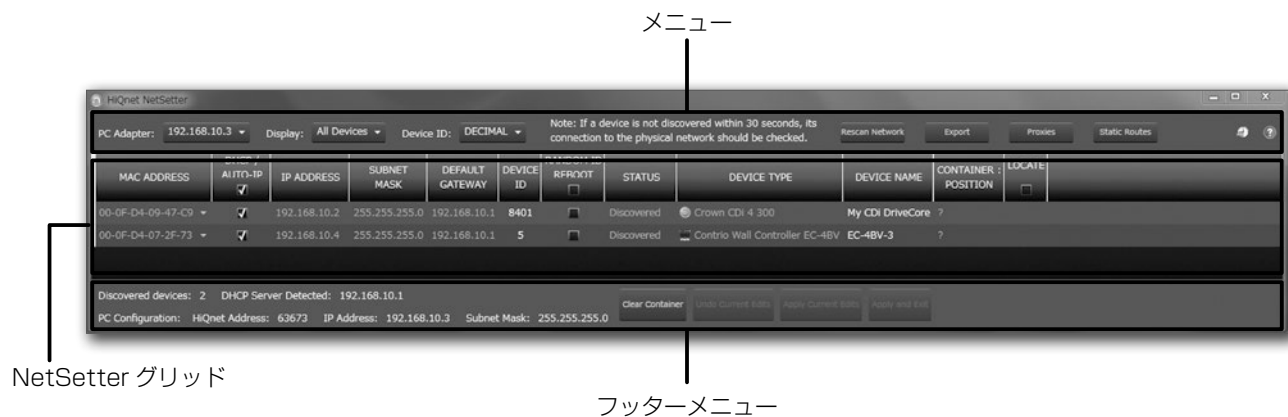 メニュー
HiQnet NetSetter
PC Adapter: 192.168.10.3 Display: All Devices Device ID: DECIMAL
Note: If a device is not discovered within 30 seconds, its
connection to the physical network should be checked.
Rescan Network Export Proxies Static Routes
MAC ADDRESS
DHCP /
AUTO-IP
IP ADDRESS
SUBNET
MASK
DEFAULT
GATEWAY
DEVICE
ID
RANDOM ID
REBOOT
STATUS
DEVICE TYPE
DEVICE NAME
CONTAINER :
POSITION
LOCATE
00-0F-D4-09-47-C9 192.168.10.2 255.255.255.0 192.168.10.1 8401 Discovered Crown CDi 4 300 My CDi DriveCore ?
00-0F-D4-07-2F-73 192.168.10.4 255.255.255.0 192.168.10.1 5 Discovered Contrio Wall Controller EC-4BV EC-4BV-3 ?
Discovered devices: 2 DHCP Server Detected: 192.168.10.1
Clear Container Undo Current Edits Apply Current Edits Apply and Exit
PC Configuration: HiQnet Address: 63673 IP Address: 192.168.10.3 Subnet Mask: 255.255.255.0
NetSetter グリッド
フッターメニュー